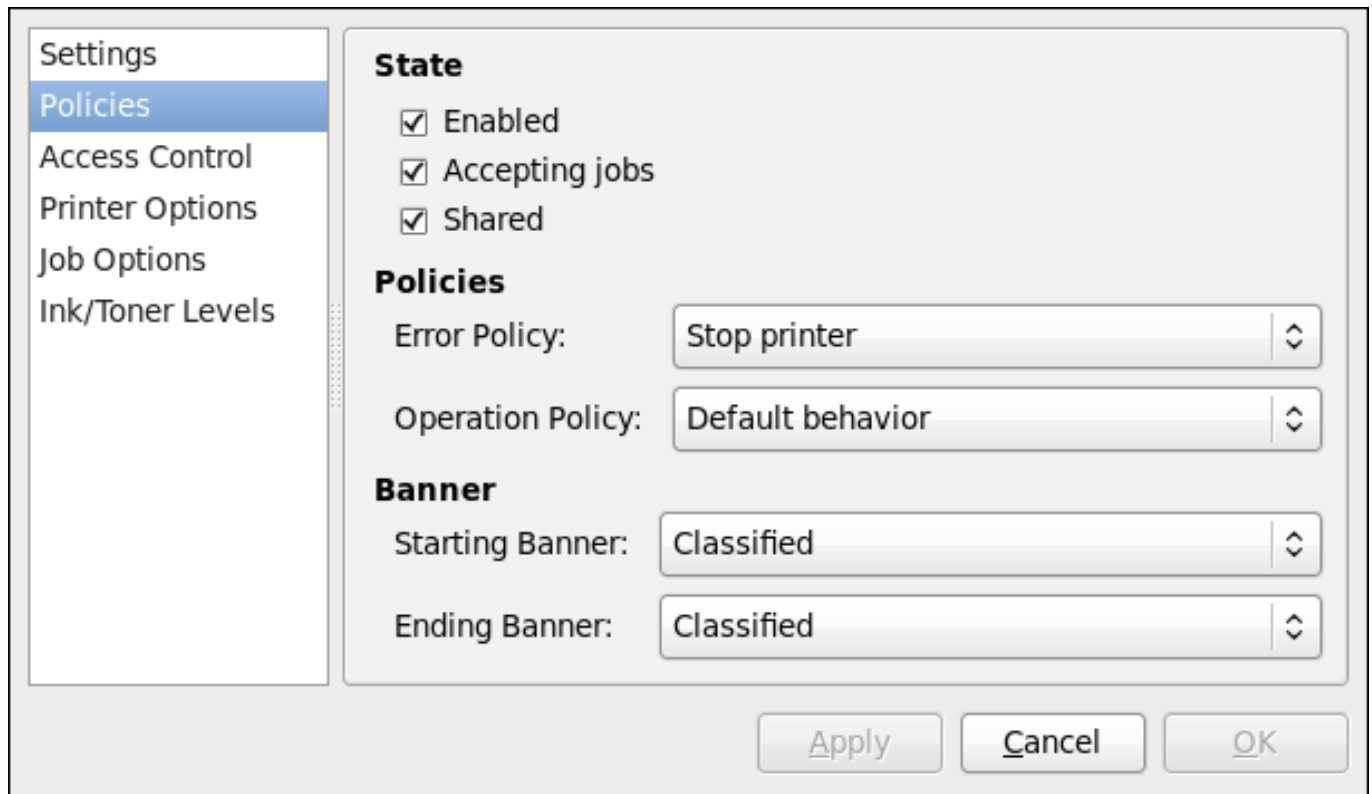 Settings
Policies
Access Control
Printer Options
Job Options
Ink/Toner Levels
State
Enabled
Accepting jobs
Shared
Policies
Error Policy: Stop printer
Operation Policy: Default behavior
Banner
Starting Banner: Classified
Ending Banner: Classified
Apply Cancel OK